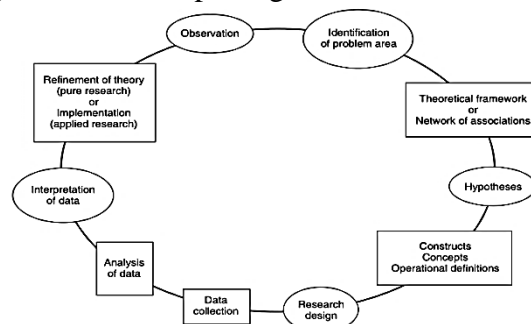 Observation
Identification
of problem area
Theoretical framework
or
Network of associations
Hypotheses
Constructs
Concepts
Operational definitions
Research
design
Data
collection
Analysis
of data
Interpretation
of data
Refinement of theory
(pure research)
or
Implementation
(applied research)